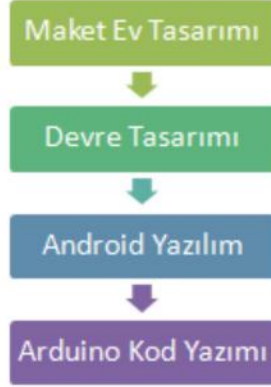 Maket Ev Tasarımı
Devre Tasarımı
Android Yazılım
Arduino Kod Yazımı